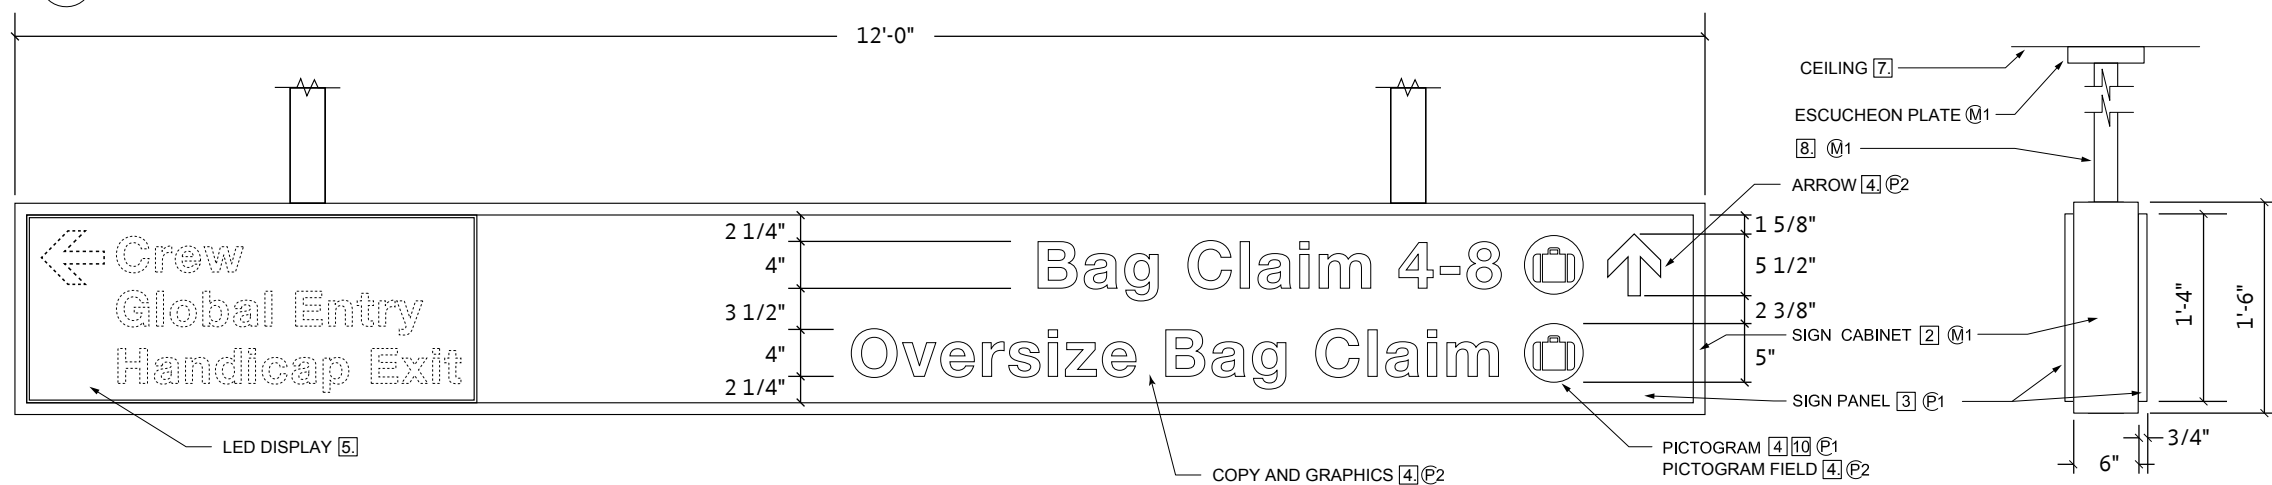 12'-0"
CEILING 7.
ESCUCHEON PLATE M1
8. M1
ARROW 4. P2
2 1/4"
4"
3 1/2"
4"
2 1/4"
Crew
Global Entry
Handicap Exit
Bag Claim 4-8
Oversize Bag Claim
1 5/8"
5 1/2"
2 3/8"
5"
SIGN CABINET 2 M1
SIGN PANEL 3 P1
1'-4"
1'-6"
3/4"
6"
LED DISPLAY 5.
COPY AND GRAPHICS 4. P2
PICTOGRAM 4 10 P1
PICTOGRAM FIELD 4. P2